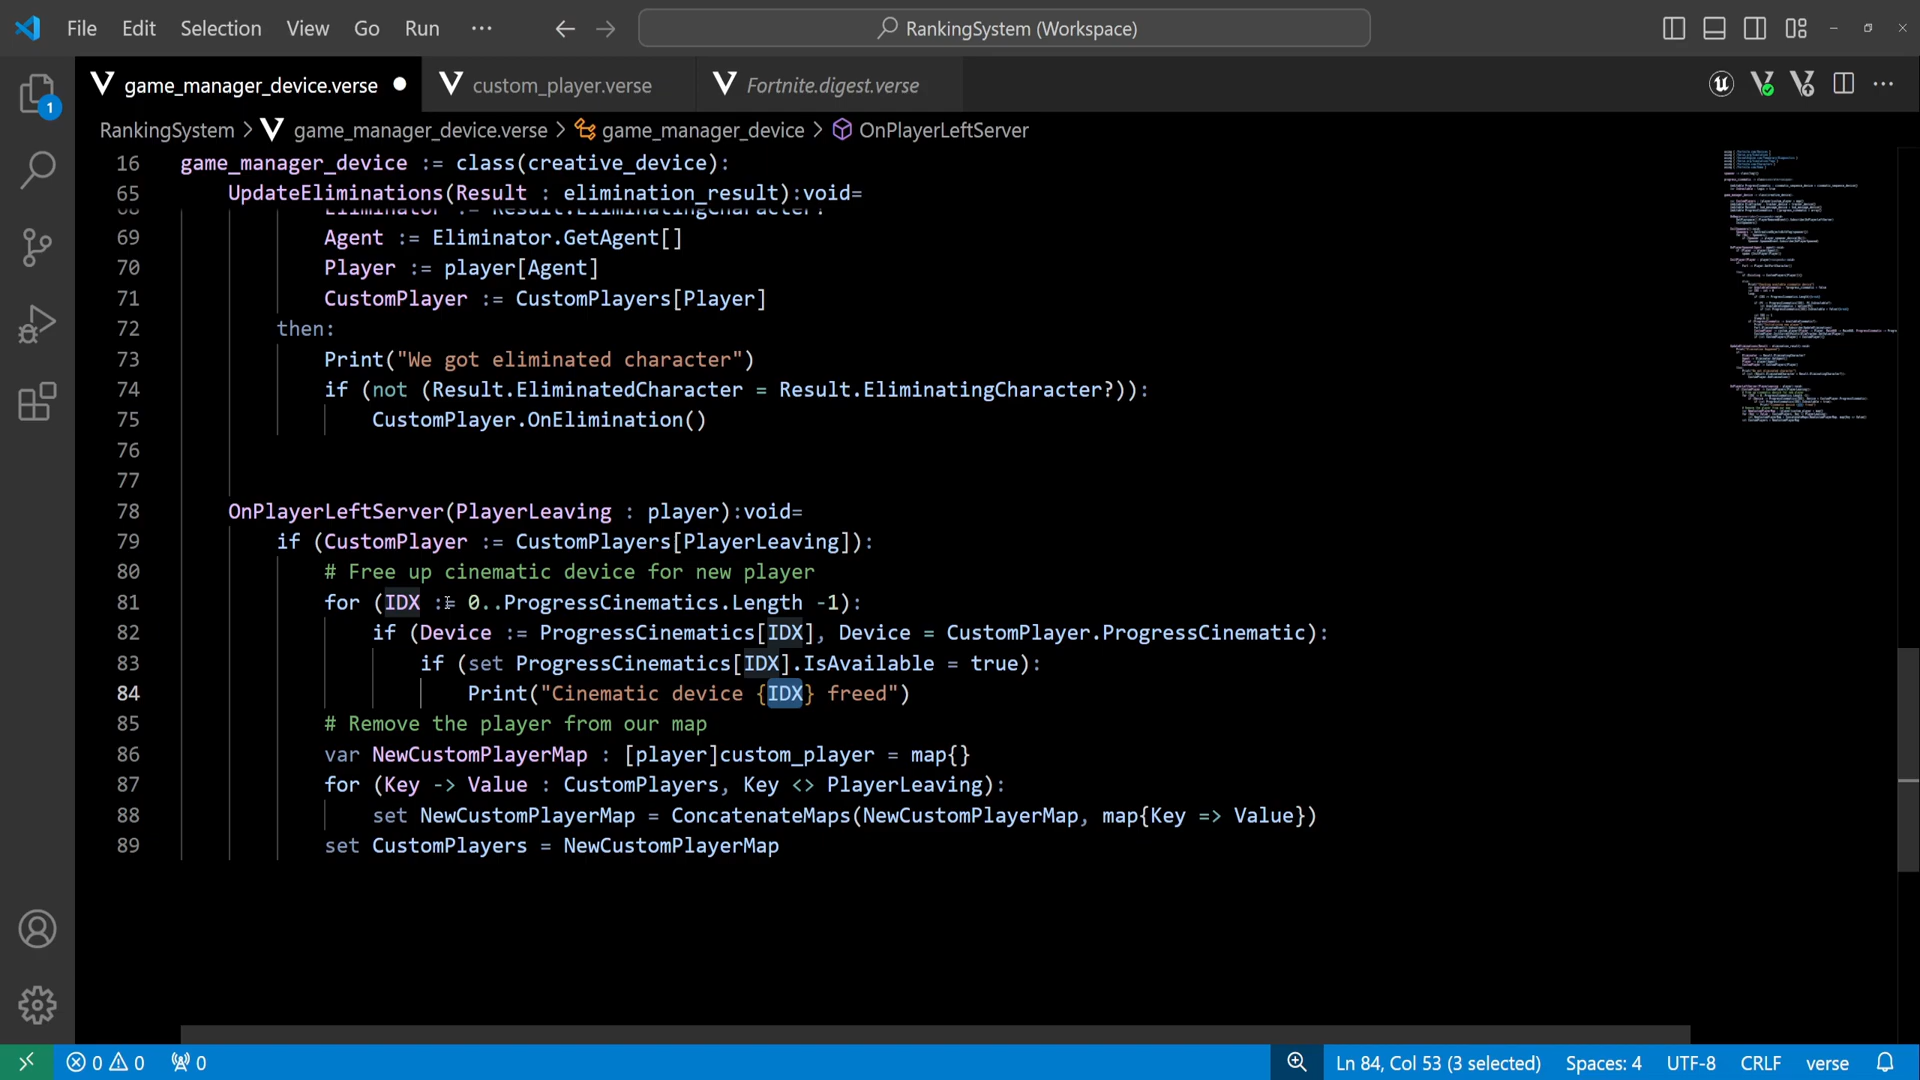 File Edit Selection View Go Run ··· RankingSystem (Workspace)
game_manager_device.verse custom_player.verse Fortnite.digest.verse
RankingSystem > game_manager_device.verse > game_manager_device > OnPlayerLeftServer
1
16 game_manager_device := class(creative_device):
65 UpdateEliminations(Result : elimination_result):void=
68 Eliminator := Result.EliminatingCharacter?
69 Agent := Eliminator.GetAgent[]
70 Player := player[Agent]
71 CustomPlayer := CustomPlayers[Player]
72 then:
73 Print("We got eliminated character")
74 if (not (Result.EliminatedCharacter = Result.EliminatingCharacter?)):
75 CustomPlayer.OnElimination()
76
77
78 OnPlayerLeftServer(PlayerLeaving : player):void=
79 if (CustomPlayer := CustomPlayers[PlayerLeaving]):
80 # Free up cinematic device for new player
81 for (IDX := 0..ProgressCinematics.Length -1):
82 if (Device := ProgressCinematics[IDX], Device = CustomPlayer.ProgressCinematic):
83 if (set ProgressCinematics[IDX].IsAvailable = true):
84 Print("Cinematic device {IDX} freed")
85 # Remove the player from our map
86 var NewCustomPlayerMap : [player]custom_player = map{}
87 for (Key -> Value : CustomPlayers, Key <> PlayerLeaving):
88 set NewCustomPlayerMap = ConcatenateMaps(NewCustomPlayerMap, map{Key => Value})
89 set CustomPlayers = NewCustomPlayerMap
0 0 0 Ln 84, Col 53 (3 selected) Spaces: 4 UTF-8 CRLF verse